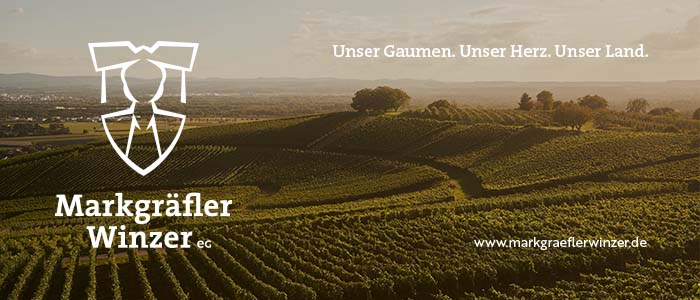 Unser Gaumen. Unser Herz. Unser Land.
Markgräfler
Winzer eG
www.markgraeflerwinzer.de